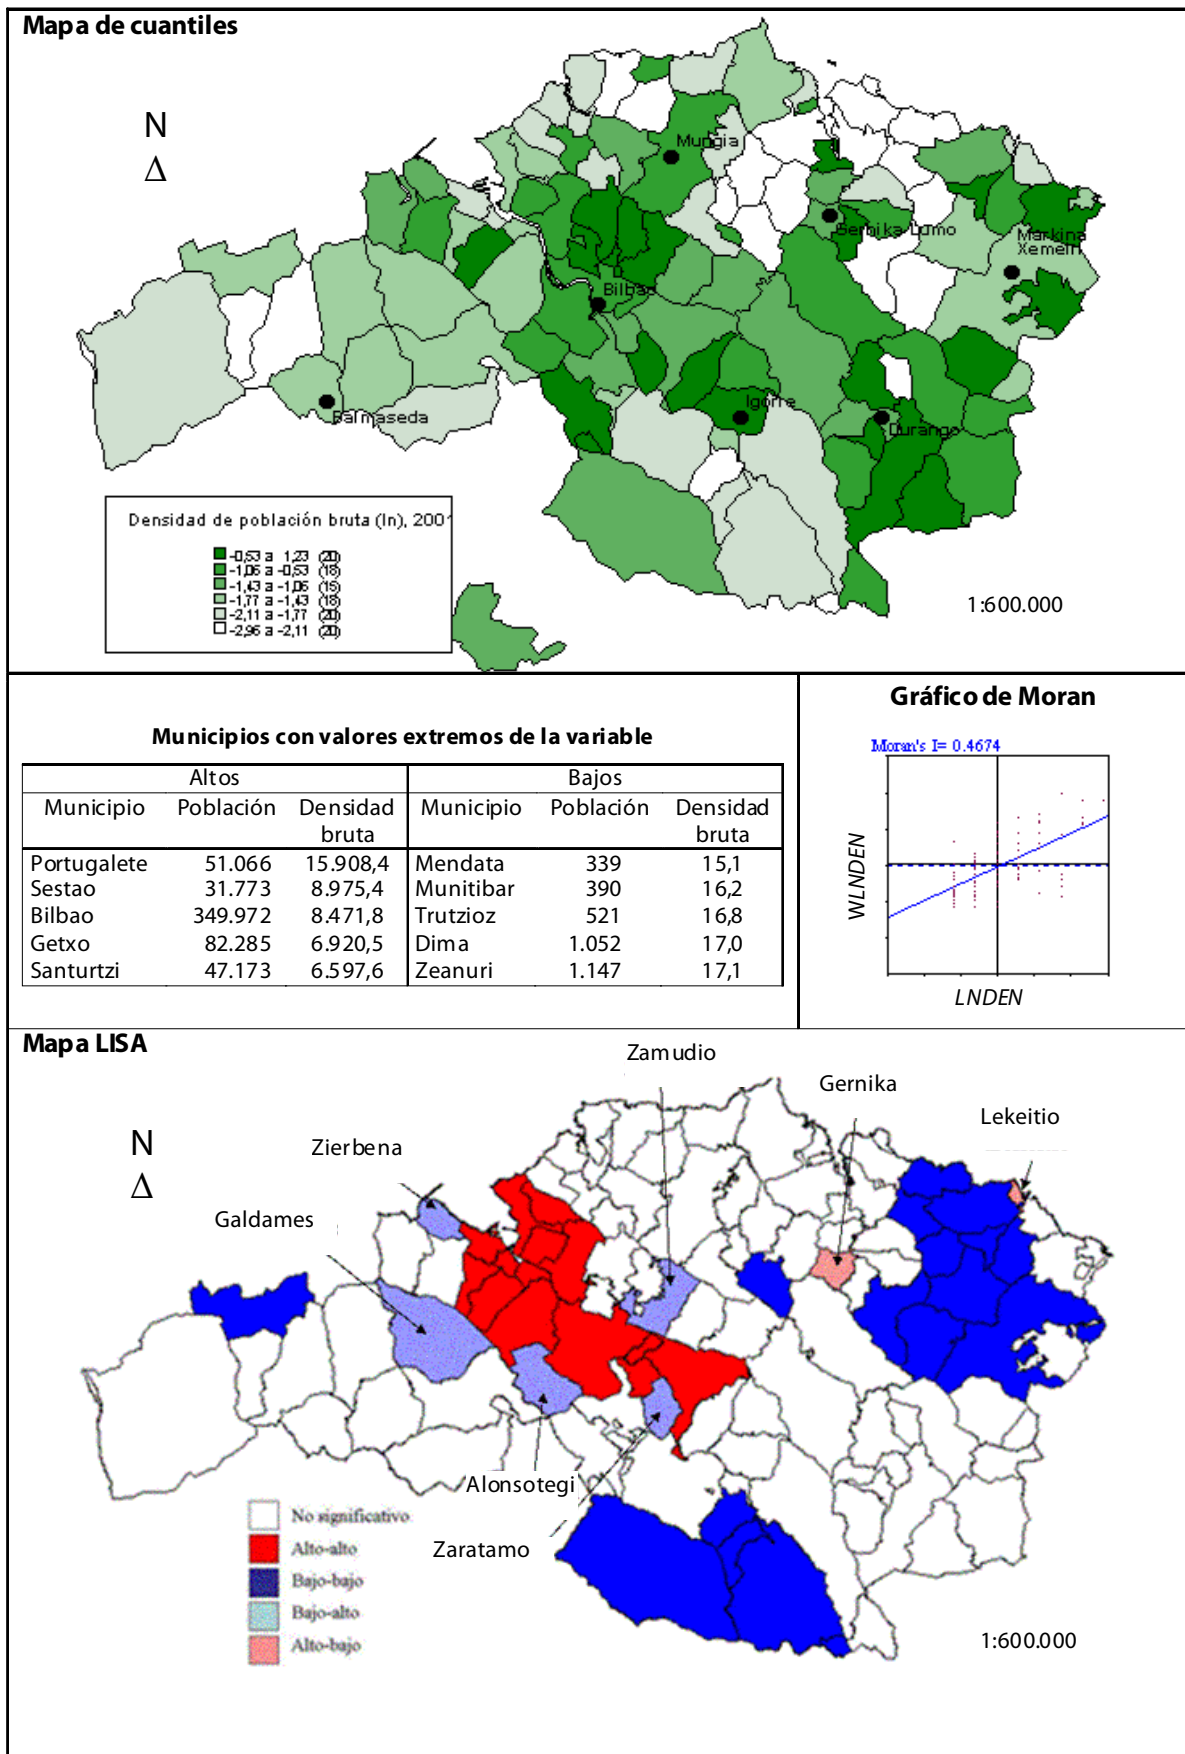 Mapa de cuantiles
N
Δ
Mungia
Gernika-Lumo
Markina
Xemein
Bilbao
Balmaseda
Igorre
Durango
Densidad de población bruta (ln), 2001
-0,53 a 1,23 (20)
-1,06 a -0,53 (18)
-1,43 a -1,06 (15)
-1,77 a -1,43 (18)
-2,11 a -1,77 (20)
-2,96 a -2,11 (20)
1:600.000
Municipios con valores extremos de la variable
Altos Bajos
Municipio Población Densidad bruta Municipio Población Densidad bruta
Portugalete 51.066 15.908,4 Mendata 339 15,1
Sestao 31.773 8.975,4 Munitibar 390 16,2
Bilbao 349.972 8.471,8 Trutzioz 521 16,8
Getxo 82.285 6.920,5 Dima 1.052 17,0
Santurtzi 47.173 6.597,6 Zeanuri 1.147 17,1
Gráfico de Moran
Moran's I= 0.4674
WLNDEN
LNDEN
Mapa LISA
N
Δ
Zamudio
Gernika
Lekeitio
Zierbena
Galdames
Alonsotegi
Zaratamo
No significativo
Alto-alto
Bajo-bajo
Bajo-alto
Alto-bajo
1:600.000